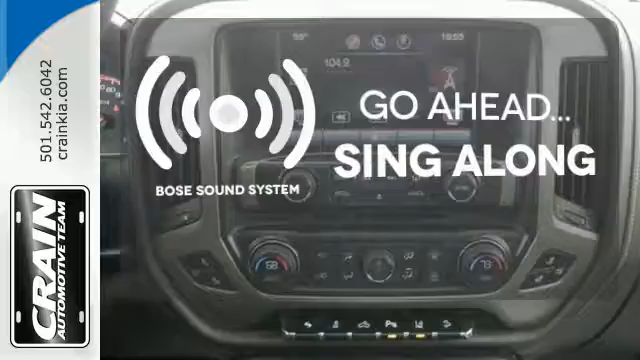 501.542.6042
crainkia.com
CRAIN
AUTOMOTIVE TEAM
BOSE SOUND SYSTEM
GO AHEAD...
SING ALONG
104.9